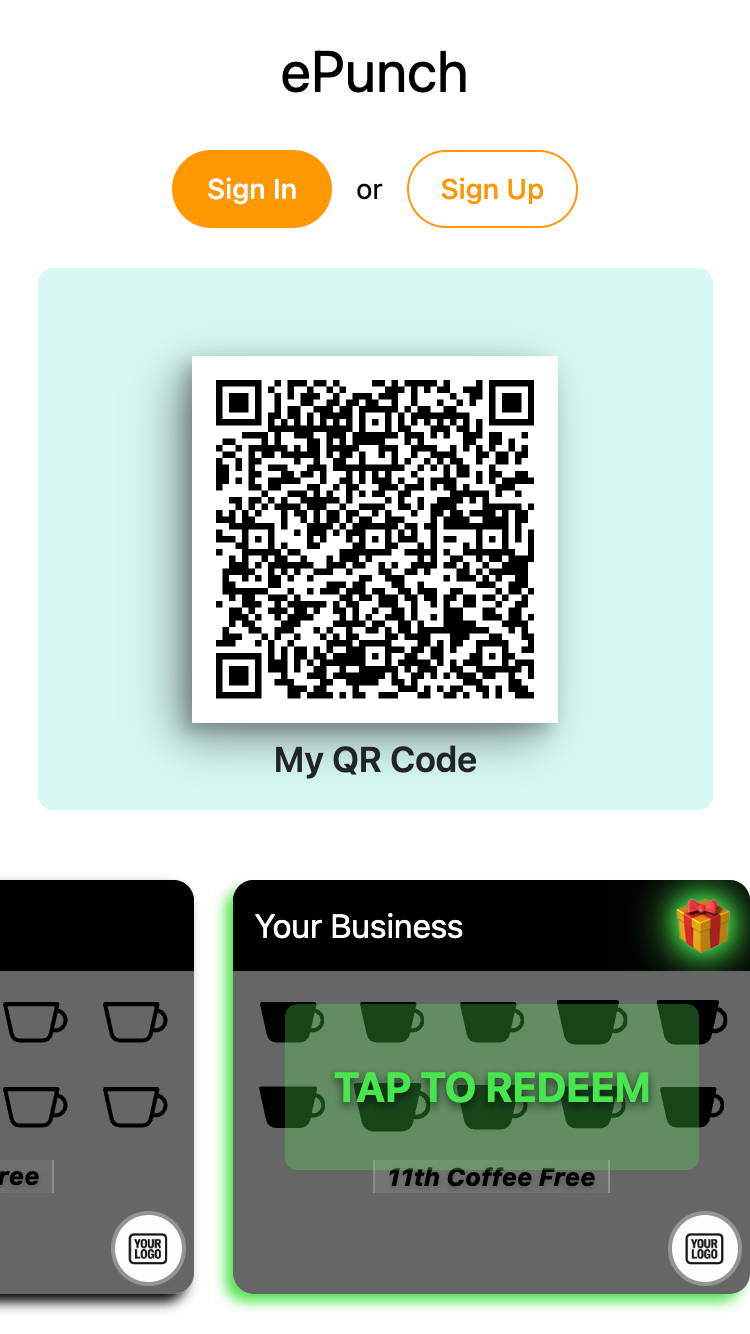 ePunch
Sign In or Sign Up
My QR Code
Your Business
TAP TO REDEEM
ree
11th Coffee Free
YOUR
LOGO
YOUR
LOGO